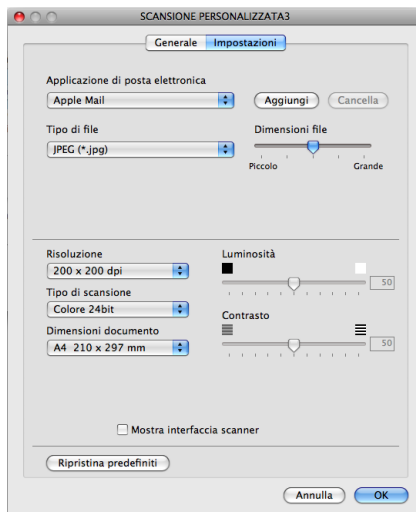 SCANSIONE PERSONALIZZATA3
Generale Impostazioni
Applicazione di posta elettronica
Apple Mail Aggiungi Cancella
Tipo di file Dimensioni file
JPEG (*.jpg)
Piccolo Grande
Risoluzione Luminosità
200 x 200 dpi
50
Tipo di scansione
Colore 24bit
Contrasto
Dimensioni documento
A4 210 x 297 mm 50
Mostra interfaccia scanner
Ripristina predefiniti
Annulla OK